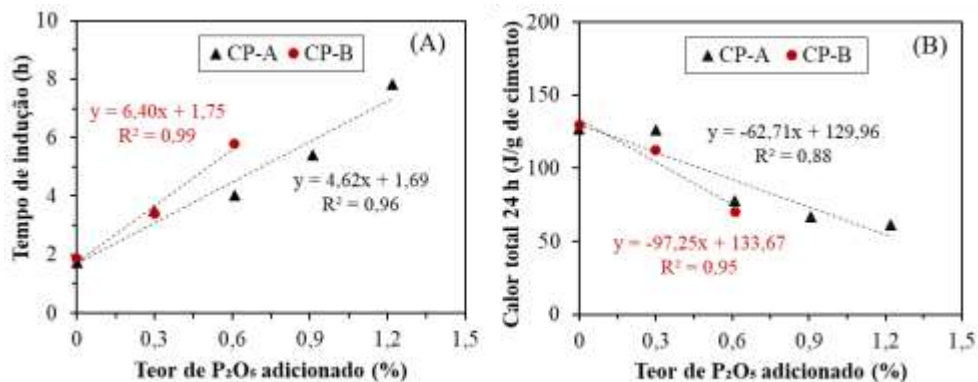 (A)
CP-A CP-B
y = 6,40x + 1,75
R² = 0,99
y = 4,62x + 1,69
R² = 0,96
Tempo de indução (h)
10
8
6
4
2
0
0 0,3 0,6 0,9 1,2 1,5
Teor de P₂O₅ adicionado (%)
(B)
CP-A CP-B
y = -62,71x + 129,96
R² = 0.88
y = -97,25x + 133,67
R² = 0,95
Calor total 24 h (J/g de cimento)
200
150
100
50
0
0 0,3 0,6 0,9 1,2 1,5
Teor de P₂O₅ adicionado (%)